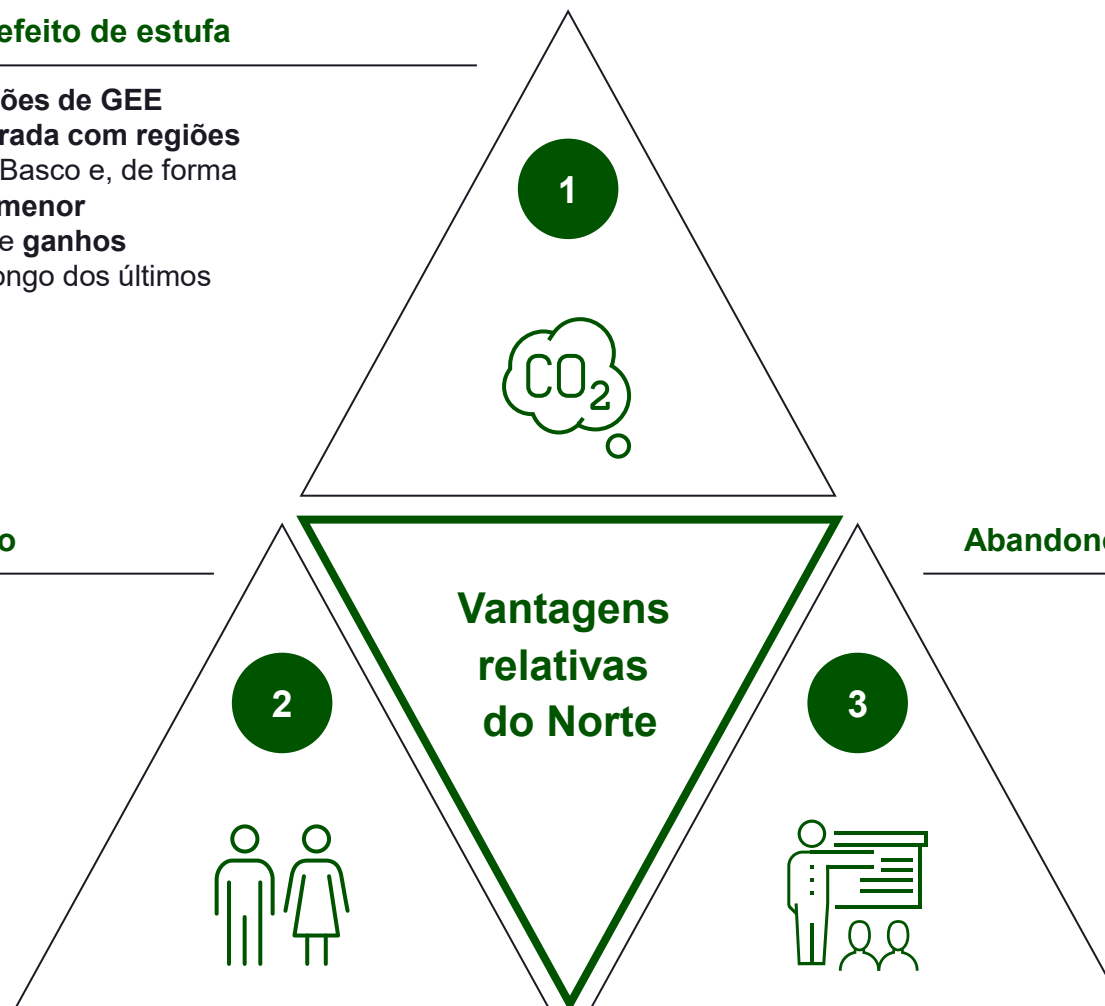 efeito de estufa
ões de GEE
rada com regiões
Basco e, de forma
menor
e ganhos
ongo dos últimos
1
CO2
o
Abandono
Vantagens
relativas
do Norte
2
3